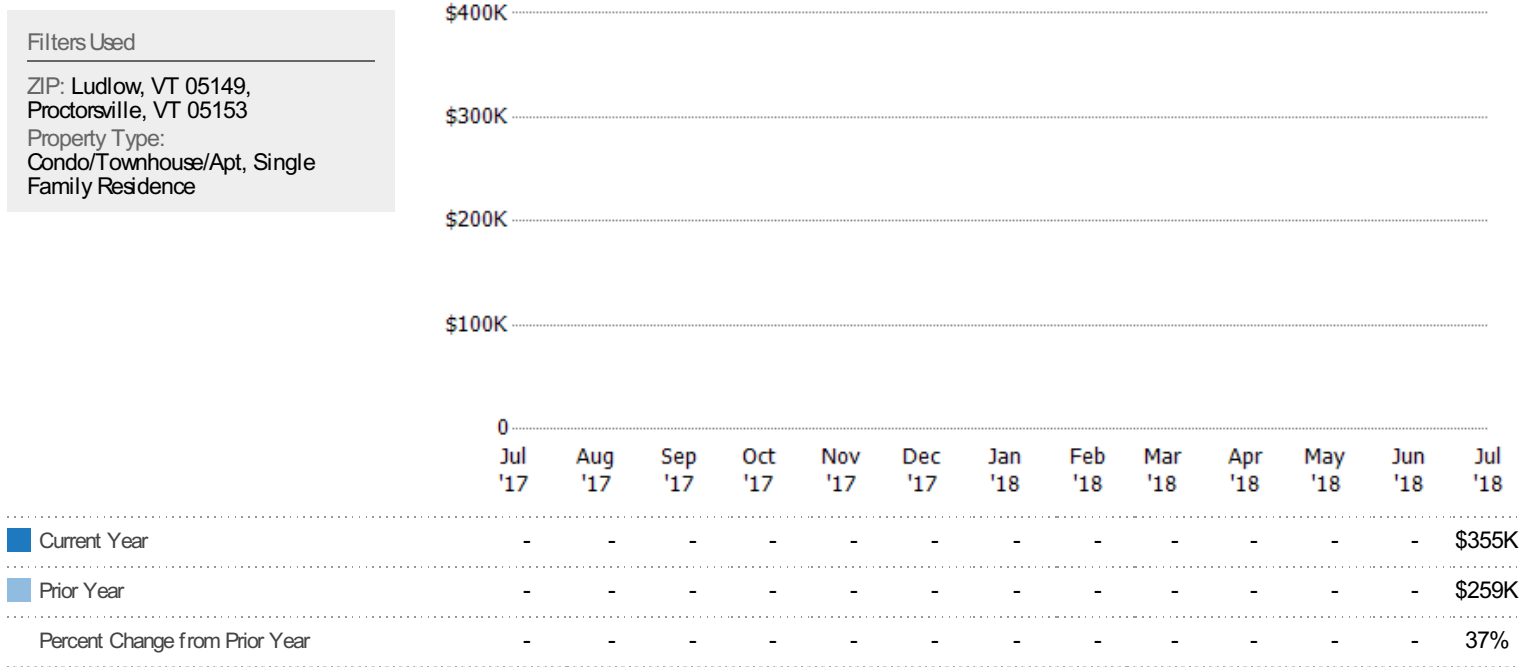 Filters Used
ZIP: Ludlow, VT 05149,
Proctorsville, VT 05153
Property Type:
Condo/Townhouse/Apt, Single
Family Residence
$400K
$300K
$200K
$100K
0
Jul Aug Sep Oct Nov Dec Jan Feb Mar Apr May Jun Jul
'17 '17 '17 '17 '17 '17 '18 '18 '18 '18 '18 '18 '18
Current Year - - - - - - - - - - - - $355K
Prior Year - - - - - - - - - - - - $259K
Percent Change from Prior Year - - - - - - - - - - - - 37%